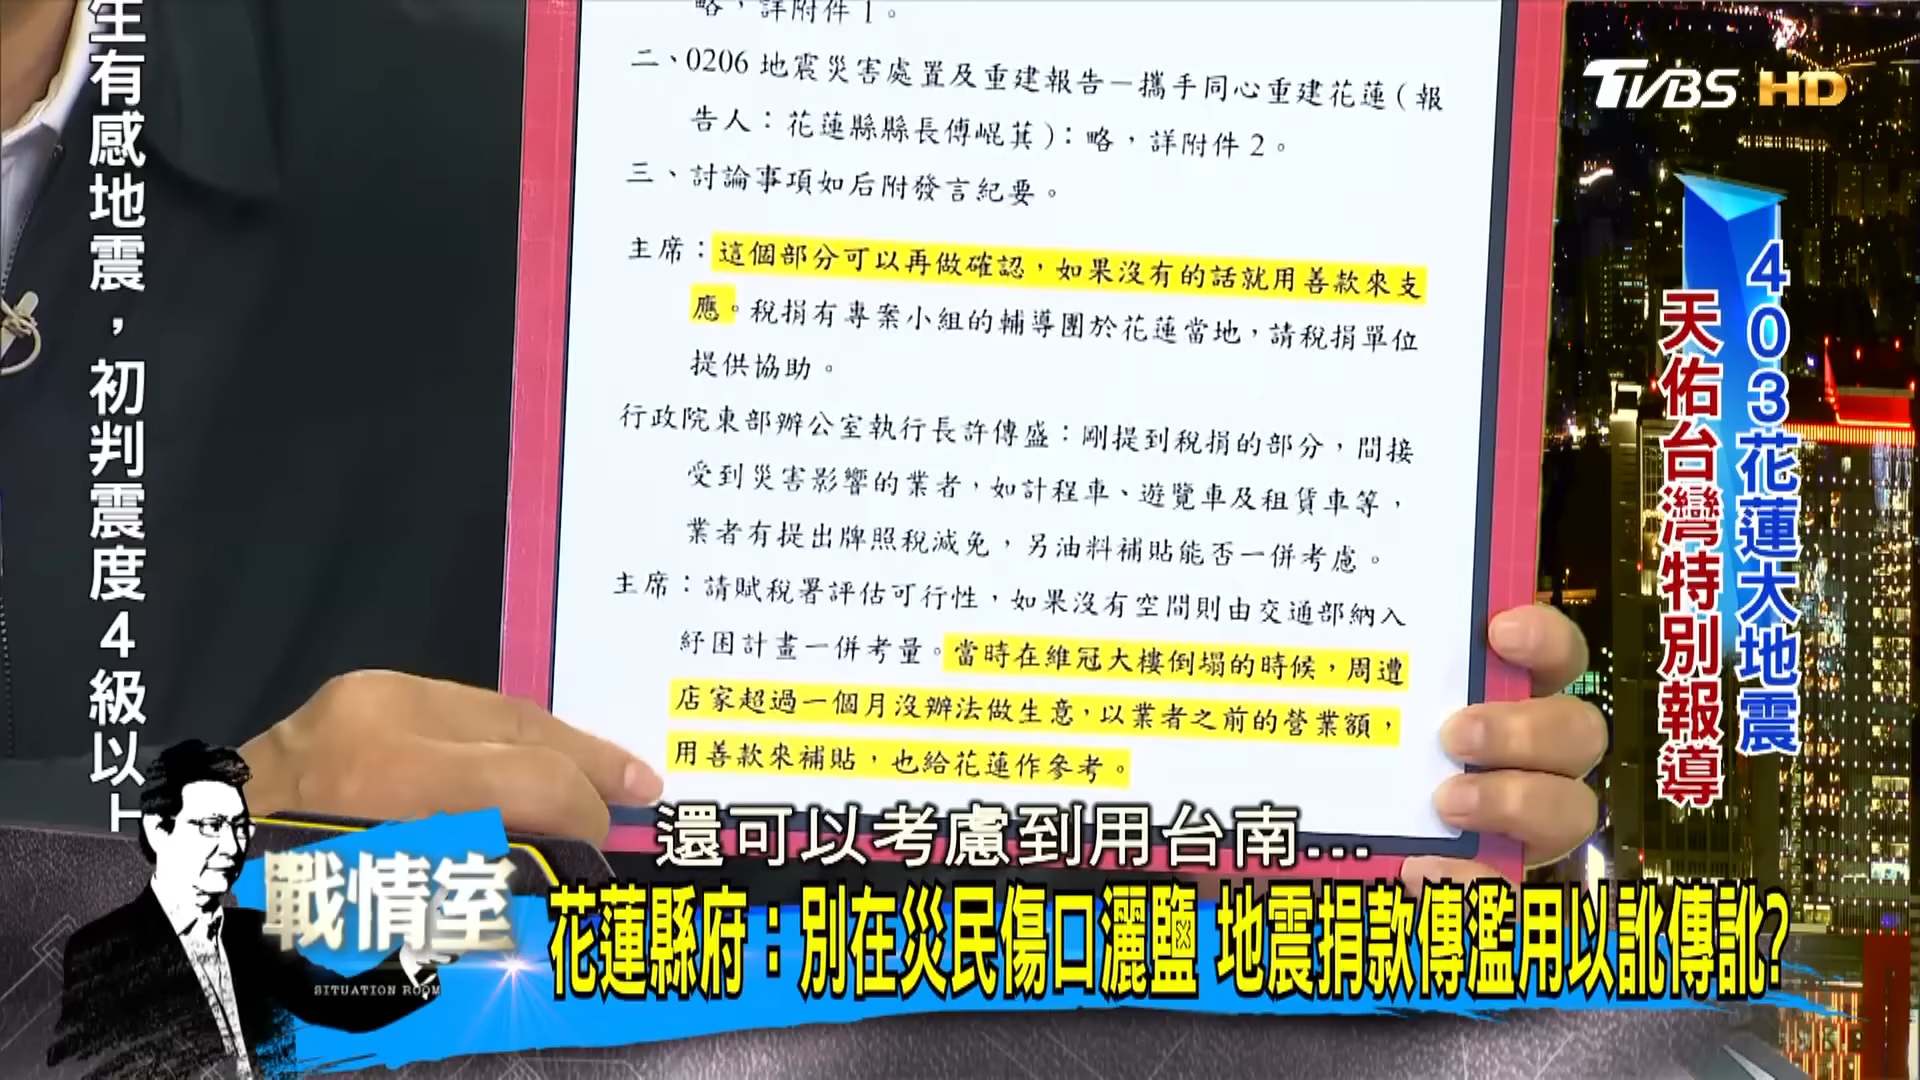 略，詳附件1。
二、0206地震災害處置及重建報告－攜手同心重建花蓮（報
告人：花蓮縣縣長傅崐萁）：略，詳附件2。
三、討論事項如后附發言紀要。
主席：這個部分可以再做確認，如果沒有的話就用善款來支
應。稅捐有專案小組的輔導團於花蓮當地，請稅捐單位
提供協助。
行政院東部辦公室執行長許傳盛：剛提到稅捐的部分，間接
受到災害影響的業者，如計程車、遊覽車及租賃車等，
業者有提出牌照稅減免，另油料補貼能否一併考慮。
主席：請賦稅署評估可行性，如果沒有空間則由交通部納入
紓困計畫一併考量。當時在維冠大樓倒塌的時候，周遭
店家超過一個月沒辦法做生意，以業者之前的營業額，
用善款來補貼，也給花蓮作參考。
TVBS HD
403花蓮大地震
天佑台灣特別報導
生有感地震，初判震度4級以上
還可以考慮到用台南...
戰情室
SITUATION ROOM
花蓮縣府：別在災民傷口灑鹽 地震捐款傳濫用以訛傳訛?